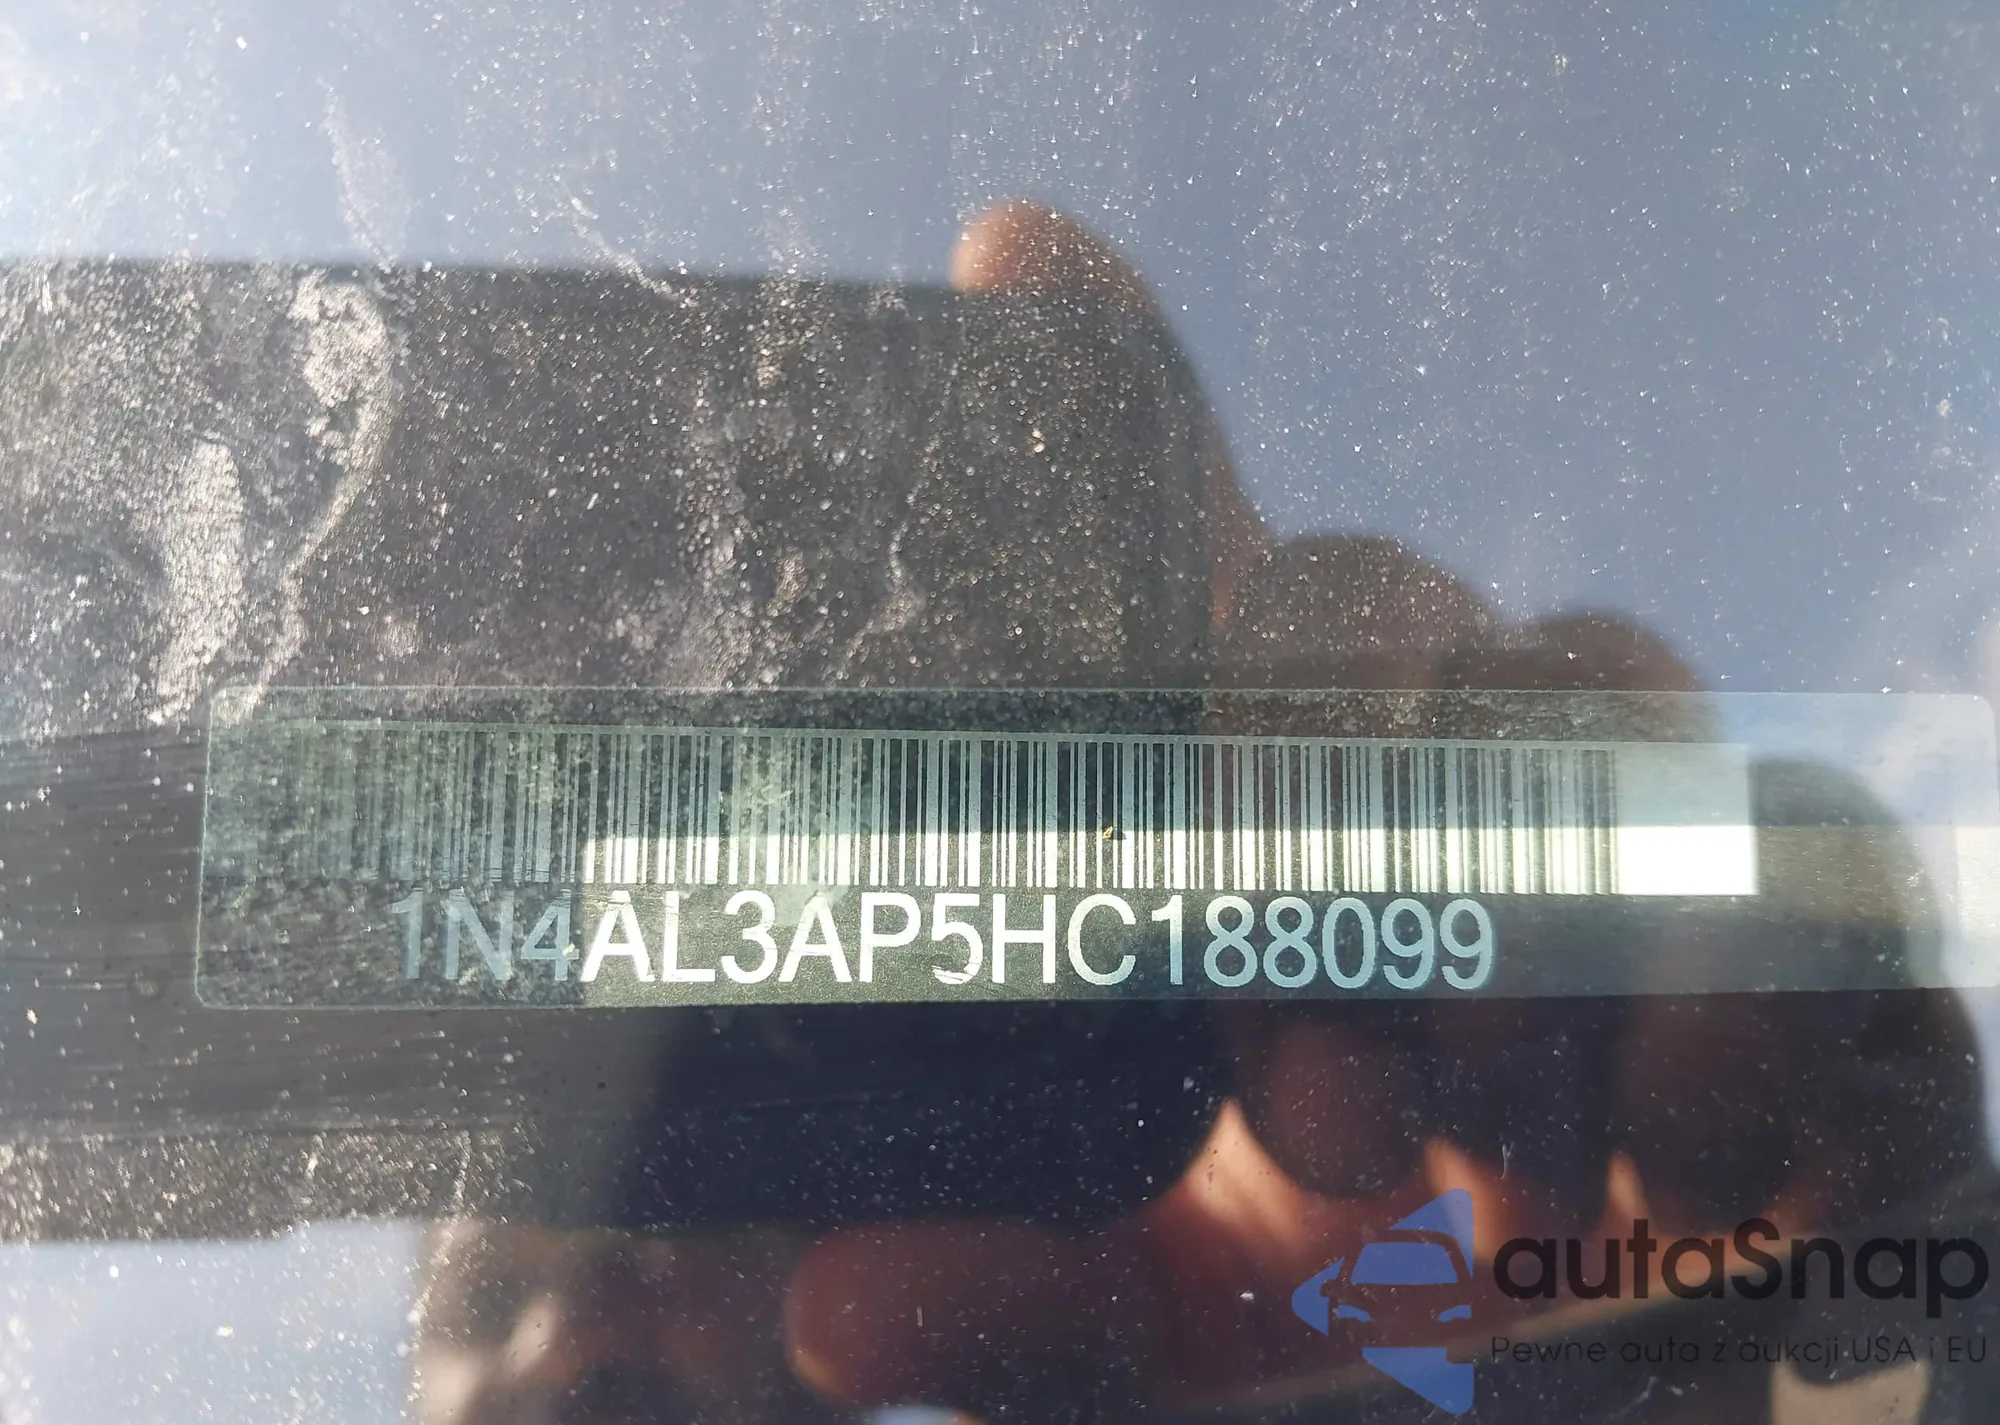 1N4AL3AP5HC188099
autaSnap
Pewne auta z aukcji USA i EU